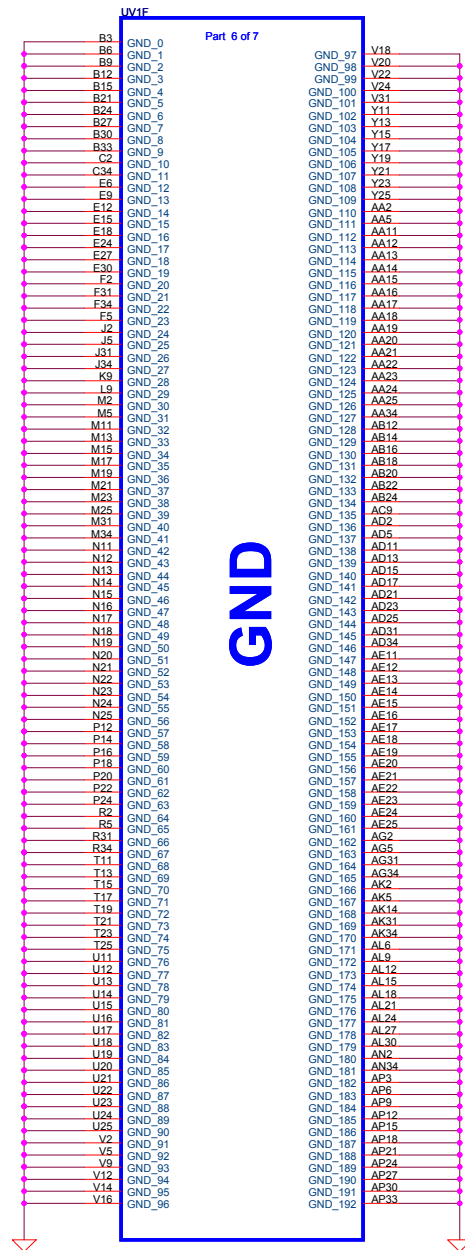 UV1F
Part 6 of 7
B3 GND_0
B6 GND_1
B9 GND_2
B12 GND_3
B15 GND_4
B21 GND_5
B24 GND_6
B27 GND_7
B30 GND_8
B33 GND_9
C2 GND_10
C34 GND_11
E6 GND_12
E9 GND_13
E12 GND_14
E15 GND_15
E18 GND_16
E24 GND_17
E27 GND_18
E30 GND_19
F2 GND_20
F31 GND_21
F34 GND_22
F5 GND_23
J2 GND_24
J5 GND_25
J31 GND_26
J34 GND_27
K9 GND_28
L9 GND_29
M2 GND_30
M5 GND_31
M11 GND_32
M13 GND_33
M15 GND_34
M17 GND_35
M19 GND_36
M21 GND_37
M23 GND_38
M25 GND_39
M31 GND_40
M34 GND_41
N11 GND_42
N12 GND_43
N13 GND_44
N14 GND_45
N15 GND_46
N16 GND_47
N17 GND_48
N18 GND_49
N19 GND_50
N20 GND_51
N21 GND_52
N22 GND_53
N23 GND_54
N24 GND_55
N25 GND_56
P12 GND_57
P14 GND_58
P16 GND_59
P18 GND_60
P20 GND_61
P22 GND_62
P24 GND_63
R2 GND_64
R5 GND_65
R31 GND_66
R34 GND_67
T11 GND_68
T13 GND_69
T15 GND_70
T17 GND_71
T19 GND_72
T21 GND_73
T23 GND_74
T25 GND_75
U11 GND_76
U12 GND_77
U13 GND_78
U14 GND_79
U15 GND_80
U16 GND_81
U17 GND_82
U18 GND_83
U19 GND_84
U20 GND_85
U21 GND_86
U22 GND_87
U23 GND_88
U24 GND_89
U25 GND_90
V2 GND_91
V5 GND_92
V9 GND_93
V12 GND_94
V14 GND_95
V16 GND_96
GND
GND_97 V18
GND_98 V20
GND_99 V22
GND_100 V24
GND_101 V31
GND_102 Y11
GND_103 Y13
GND_104 Y15
GND_105 Y17
GND_106 Y19
GND_107 Y21
GND_108 Y23
GND_109 Y25
GND_110 AA2
GND_111 AA5
GND_112 AA11
GND_113 AA12
GND_114 AA13
GND_115 AA14
GND_116 AA15
GND_117 AA16
GND_118 AA17
GND_119 AA18
GND_120 AA19
GND_121 AA20
GND_122 AA21
GND_123 AA22
GND_124 AA23
GND_125 AA24
GND_126 AA25
GND_127 AA34
GND_128 AB12
GND_129 AB14
GND_130 AB16
GND_131 AB18
GND_132 AB20
GND_133 AB22
GND_134 AB24
GND_135 AC9
GND_136 AD2
GND_137 AD5
GND_138 AD11
GND_139 AD13
GND_140 AD15
GND_141 AD17
GND_142 AD21
GND_143 AD23
GND_144 AD25
GND_145 AD31
GND_146 AD34
GND_147 AE11
GND_148 AE12
GND_149 AE13
GND_150 AE14
GND_151 AE15
GND_152 AE16
GND_153 AE17
GND_154 AE18
GND_155 AE19
GND_156 AE20
GND_157 AE21
GND_158 AE22
GND_159 AE23
GND_160 AE24
GND_161 AE25
GND_162 AG2
GND_163 AG5
GND_164 AG31
GND_165 AG34
GND_166 AK2
GND_167 AK5
GND_168 AK14
GND_169 AK31
GND_170 AK34
GND_171 AL6
GND_172 AL9
GND_173 AL12
GND_174 AL15
GND_175 AL18
GND_176 AL21
GND_177 AL24
GND_178 AL27
GND_179 AL30
GND_180 AN2
GND_181 AN34
GND_182 AP3
GND_183 AP6
GND_184 AP9
GND_185 AP12
GND_186 AP15
GND_187 AP18
GND_188 AP21
GND_189 AP24
GND_190 AP27
GND_191 AP30
GND_192 AP33